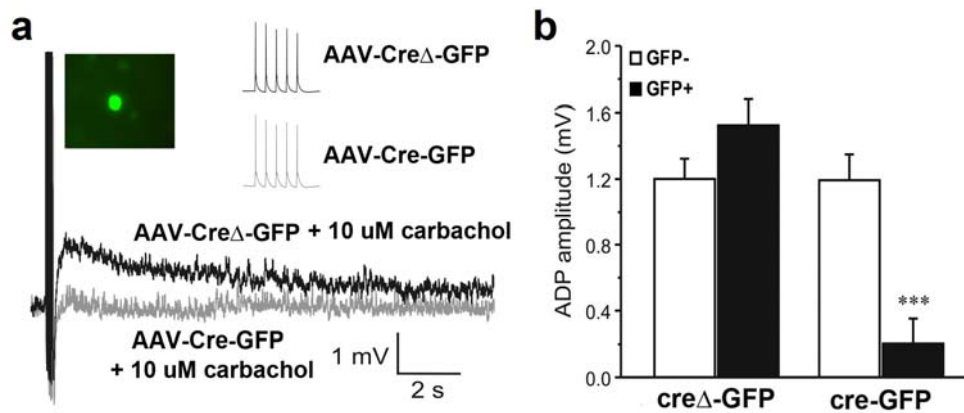 a
AAV-CreΔ-GFP
AAV-Cre-GFP
AAV-CreΔ-GFP + 10 uM carbachol
AAV-Cre-GFP
+ 10 uM carbachol
1 mV
2 s
b
GFP-
GFP+
ADP amplitude (mV)
2.0
1.6
1.2
0.8
0.4
0.0
***
creΔ-GFP
cre-GFP